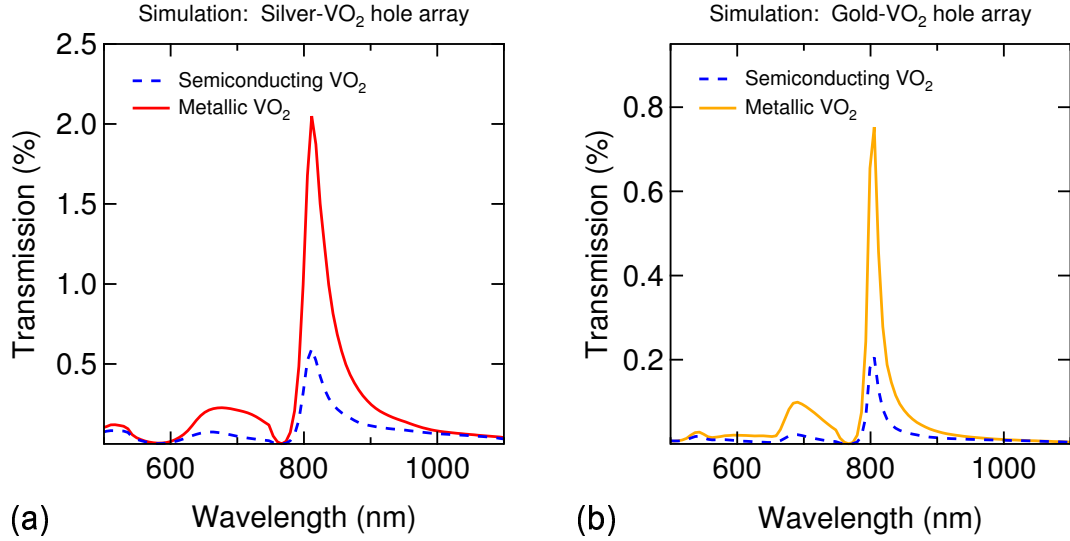 Simulation: Silver-VO₂ hole array
2.5
2.0
1.5
1.0
0.5
Transmission (%)
Semiconducting VO₂
Metallic VO₂
600
800
1000
Wavelength (nm)
(a)
Simulation: Gold-VO₂ hole array
0.8
0.6
0.4
0.2
Transmission (%)
Semiconducting VO₂
Metallic VO₂
600
800
1000
Wavelength (nm)
(b)